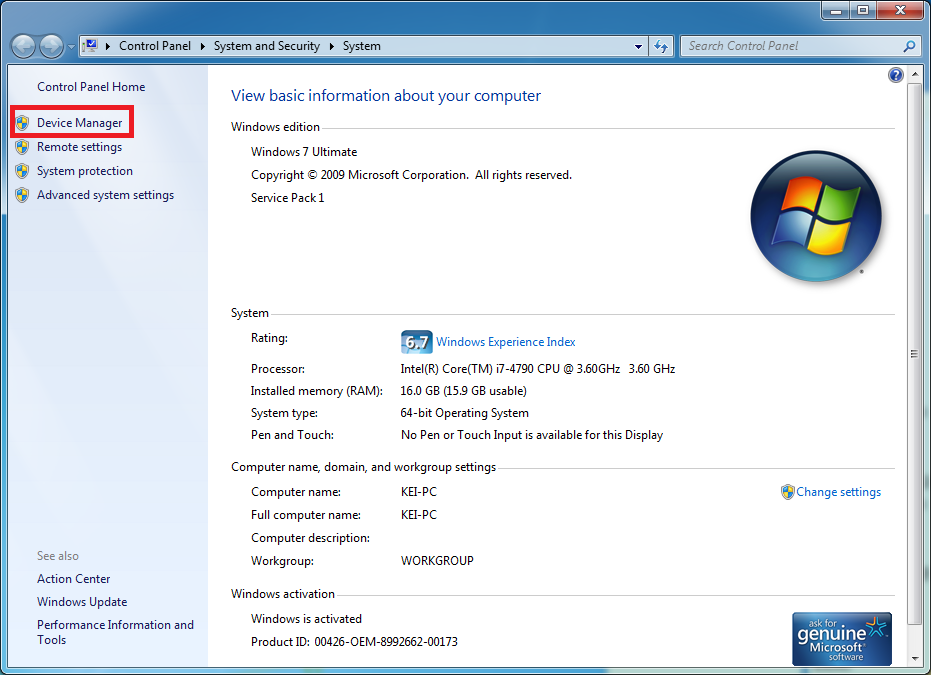 Control Panel
System and Security
System
Search Control Panel
Control Panel Home
Device Manager
Remote settings
System protection
Advanced system settings
See also
Action Center
Windows Update
Performance Information and
Tools
View basic information about your computer
Windows edition
Windows 7 Ultimate
Copyright © 2009 Microsoft Corporation.  All rights reserved.
Service Pack 1
System
Rating:
6.7 Windows Experience Index
Processor: Intel(R) Core(TM) i7-4790 CPU @ 3.60GHz   3.60 GHz
Installed memory (RAM): 16.0 GB (15.9 GB usable)
System type: 64-bit Operating System
Pen and Touch: No Pen or Touch Input is available for this Display
Computer name, domain, and workgroup settings
Computer name: KEI-PC
Change settings
Full computer name: KEI-PC
Computer description:
Workgroup: WORKGROUP
Windows activation
Windows is activated
Product ID: 00426-OEM-8992662-00173
ask for
genuine
Microsoft®
software